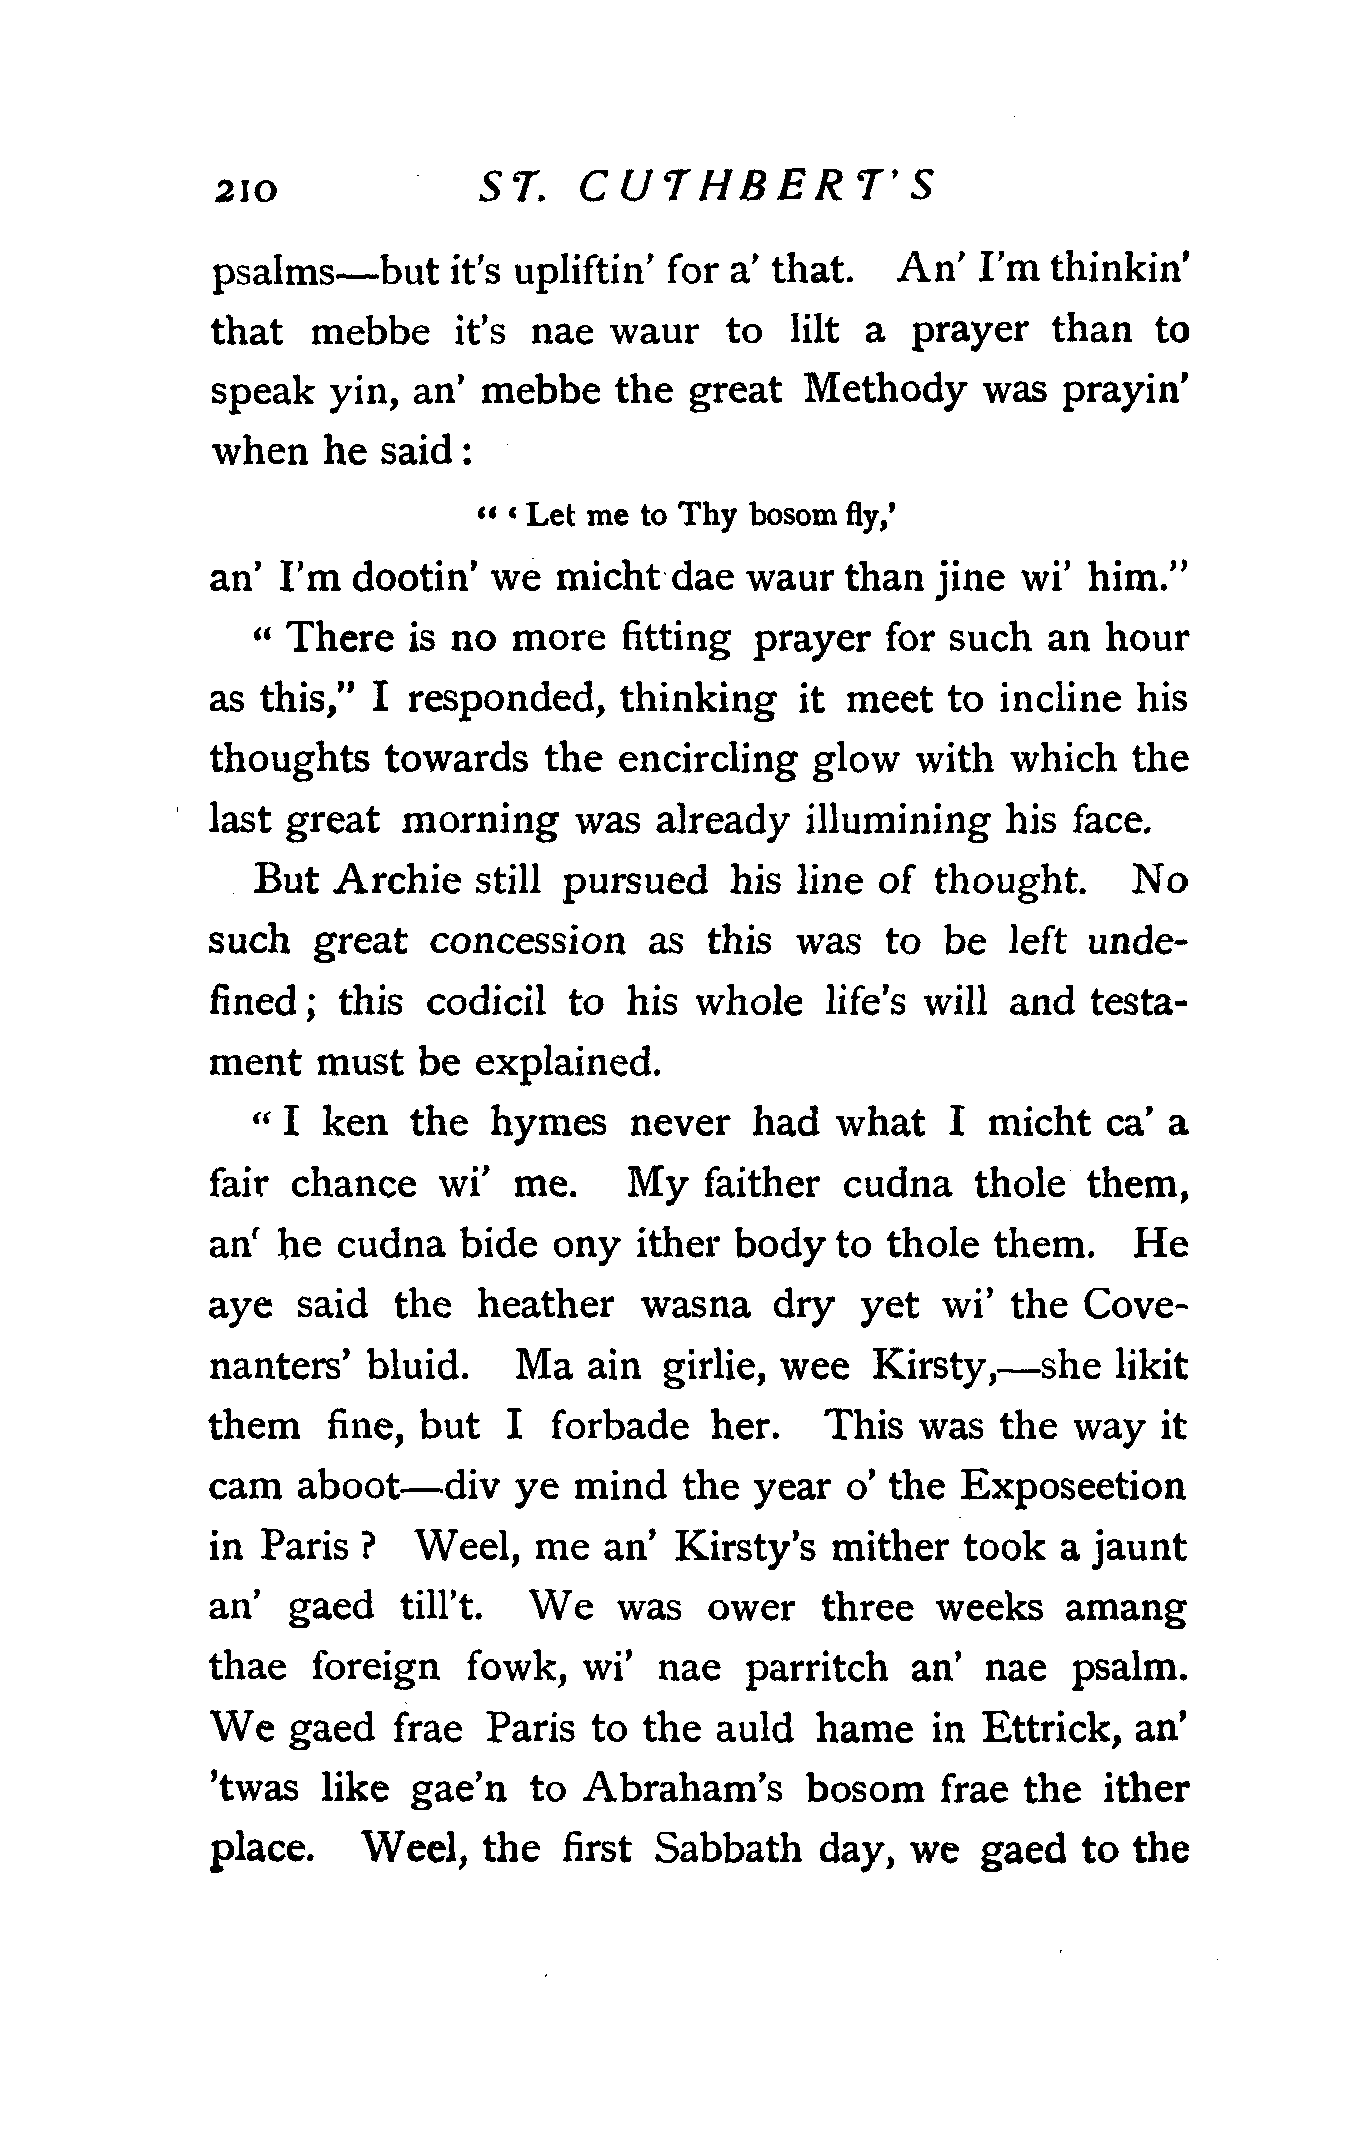 210 ST. CUTHBERT'S
psalms—but it's upliftin' for a' that. An' I'm thinkin'
that mebbe it's nae waur to lilt a prayer than to
speak yin, an' mebbe the great Methody was prayin'
when he said :
" ' Let me to Thy bosom fly,'
an' I'm dootin' we micht dae waur than jine wi' him."
" There is no more fitting prayer for such an hour
as this," I responded, thinking it meet to incline his
thoughts towards the encircling glow with which the
last great morning was already illumining his face.
But Archie still pursued his line of thought. No
such great concession as this was to be left unde-
fined ; this codicil to his whole life's will and testa-
ment must be explained.
" I ken the hymes never had what I micht ca' a
fair chance wi' me. My faither cudna thole them,
an' he cudna bide ony ither body to thole them. He
aye said the heather wasna dry yet wi' the Cove-
nanters' bluid. Ma ain girlie, wee Kirsty,—she likit
them fine, but I forbade her. This was the way it
cam aboot—div ye mind the year o' the Exposeetion
in Paris ? Weel, me an' Kirsty's mither took a jaunt
an' gaed till't. We was ower three weeks amang
thae foreign fowk, wi' nae parritch an' nae psalm.
We gaed frae Paris to the auld hame in Ettrick, an'
'twas like gae'n to Abraham's bosom frae the ither
place. Weel, the first Sabbath day, we gaed to the